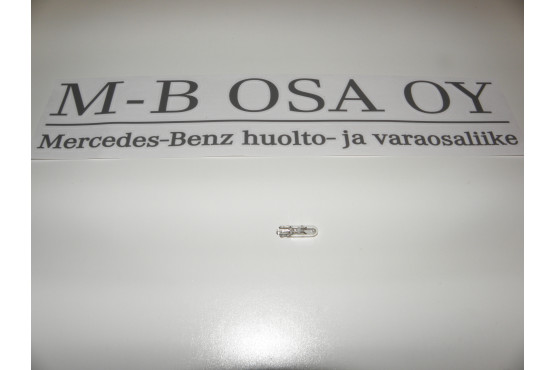 M-B OSA OY
Mercedes-Benz huolto- ja varaosaliike